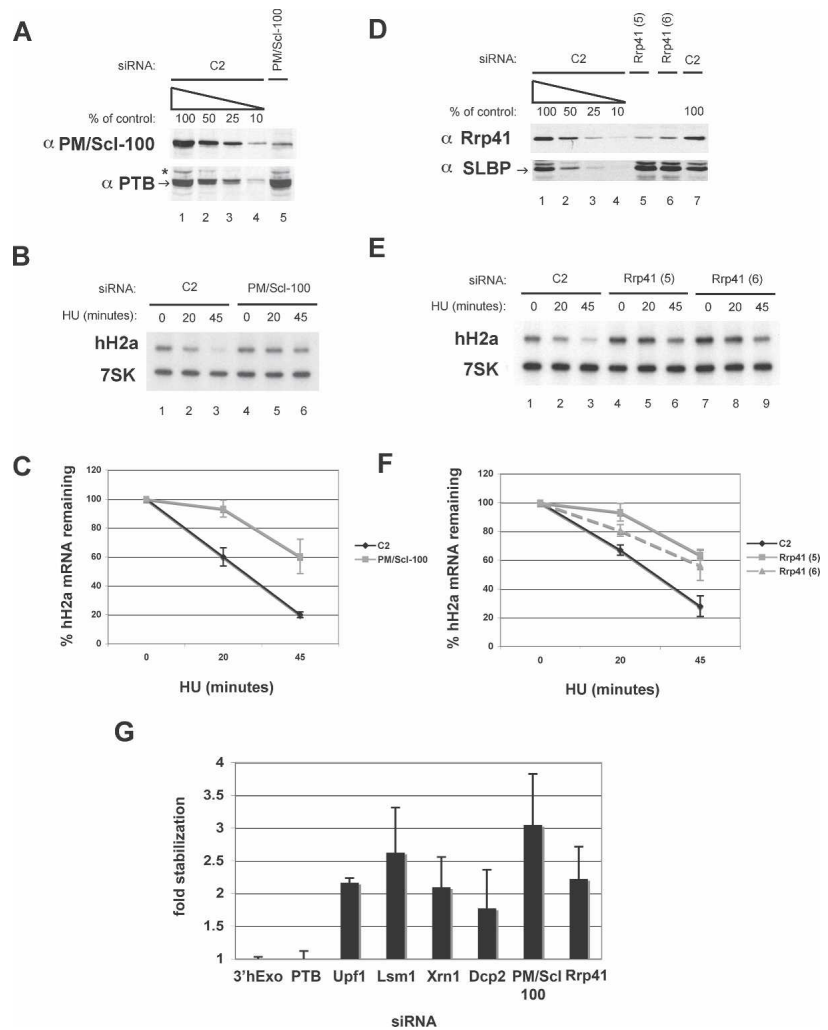 A
siRNA:
C2
PM/Scl-100
% of control:
100 50 25 10
α PM/Scl-100
*
α PTB →
1 2 3 4 5
B
siRNA:
C2
PM/Scl-100
HU (minutes):
0 20 45 0 20 45
hH2a
7SK
1 2 3 4 5 6
C
% hH2a mRNA remaining
120
100
80
60
40
20
0
0 20 45
HU (minutes)
C2
PM/Scl-100
D
siRNA:
C2
Rrp41 (5)
Rrp41 (6)
C2
% of control:
100 50 25 10 100
α Rrp41
α SLBP →
1 2 3 4 5 6 7
E
siRNA:
C2
Rrp41 (5)
Rrp41 (6)
HU (minutes):
0 20 45 0 20 45 0 20 45
hH2a
7SK
1 2 3 4 5 6 7 8 9
F
% hH2a mRNA remaining
120
100
80
60
40
20
0
0 20 45
HU (minutes)
C2
Rrp41 (5)
Rrp41 (6)
G
fold stabilization
4
3.5
3
2.5
2
1.5
1
3'hExo PTB Upf1 Lsm1 Xrn1 Dcp2 PM/Scl Rrp41
100
siRNA